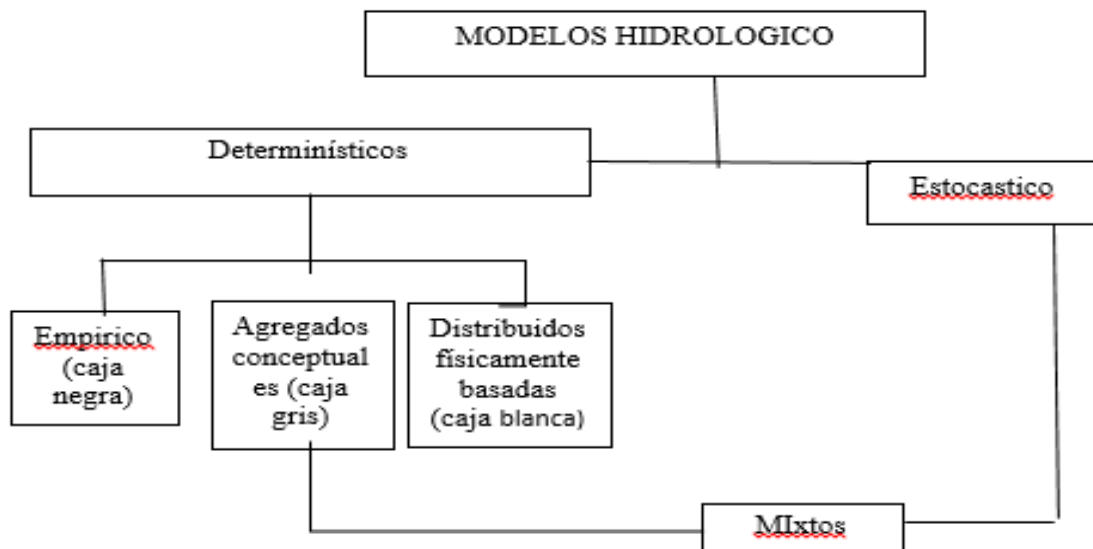 MODELOS HIDROLOGICO
Determinísticos
Estocastico
Empirico
(caja
negra)
Agregados
conceptual
es (caja
gris)
Distribuidos
físicamente
basadas
(caja blanca)
MIxtos